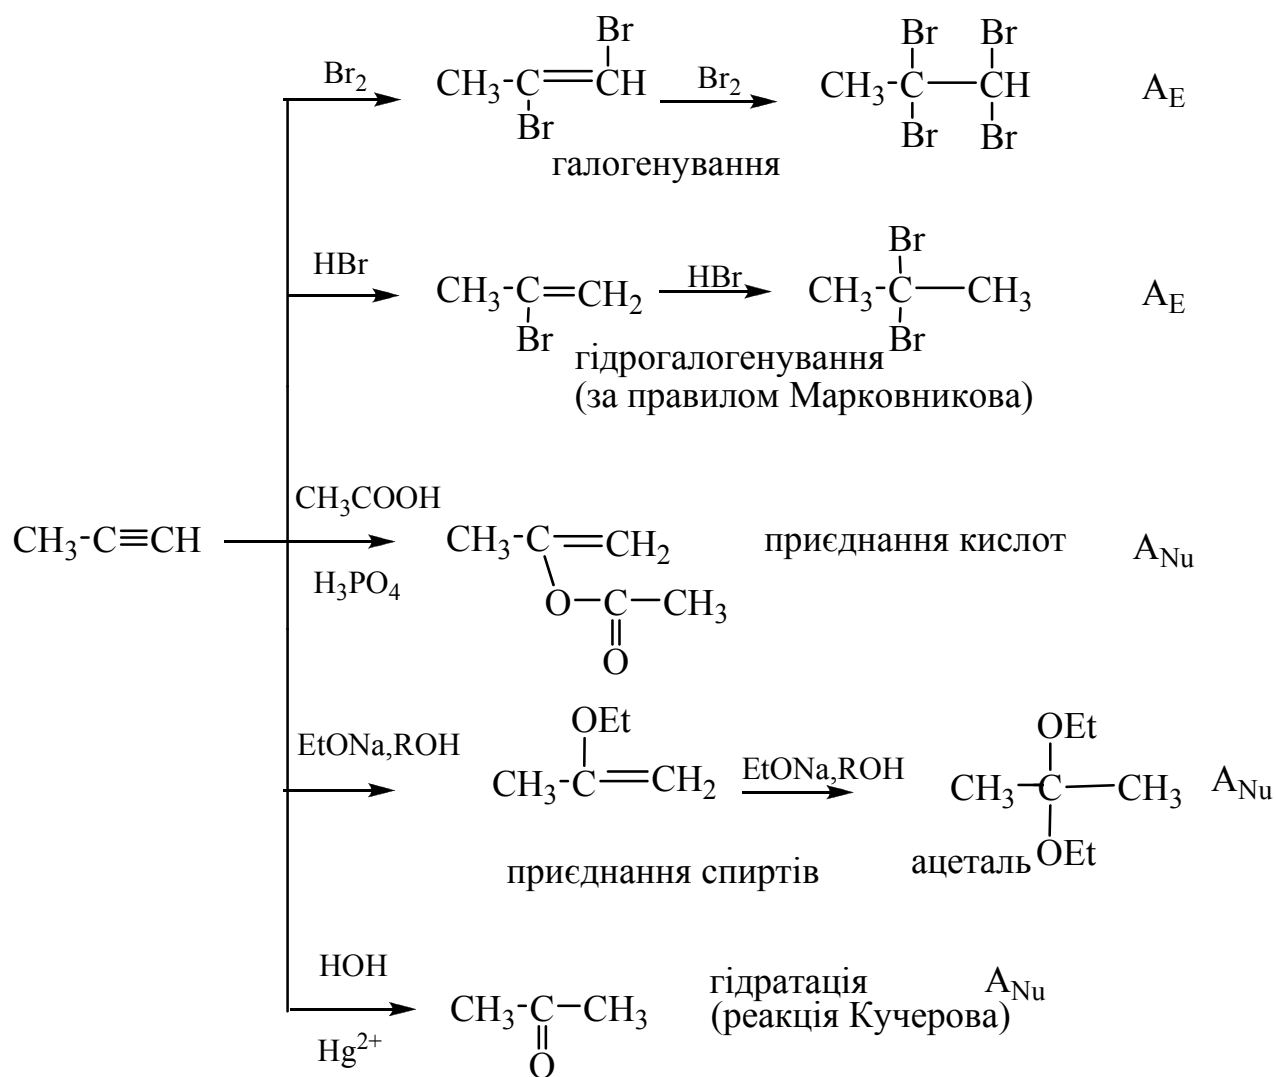 Br
Br
Br
Br₂
CH₃-C=CH
Br₂
CH₃-C—CH
A_E
Br
Br
Br
галогенування
Br
HBr
CH₃-C=CH₂
HBr
CH₃-C—CH₃
A_E
Br
Br
гідрогалогенування
(за правилом Марковникова)
CH₃COOH
CH₃-C≡CH
CH₃-C=CH₂
приєднання кислот
A_Nu
H₃PO₄
O—C—CH₃
O
OEt
OEt
EtONa,ROH
EtONa,ROH
CH₃-C=CH₂
CH₃-C—CH₃
A_Nu
приєднання спиртів
ацеталь
OEt
HOH
гідратація
A_Nu
CH₃-C—CH₃
(реакція Кучерова)
Hg²⁺
O